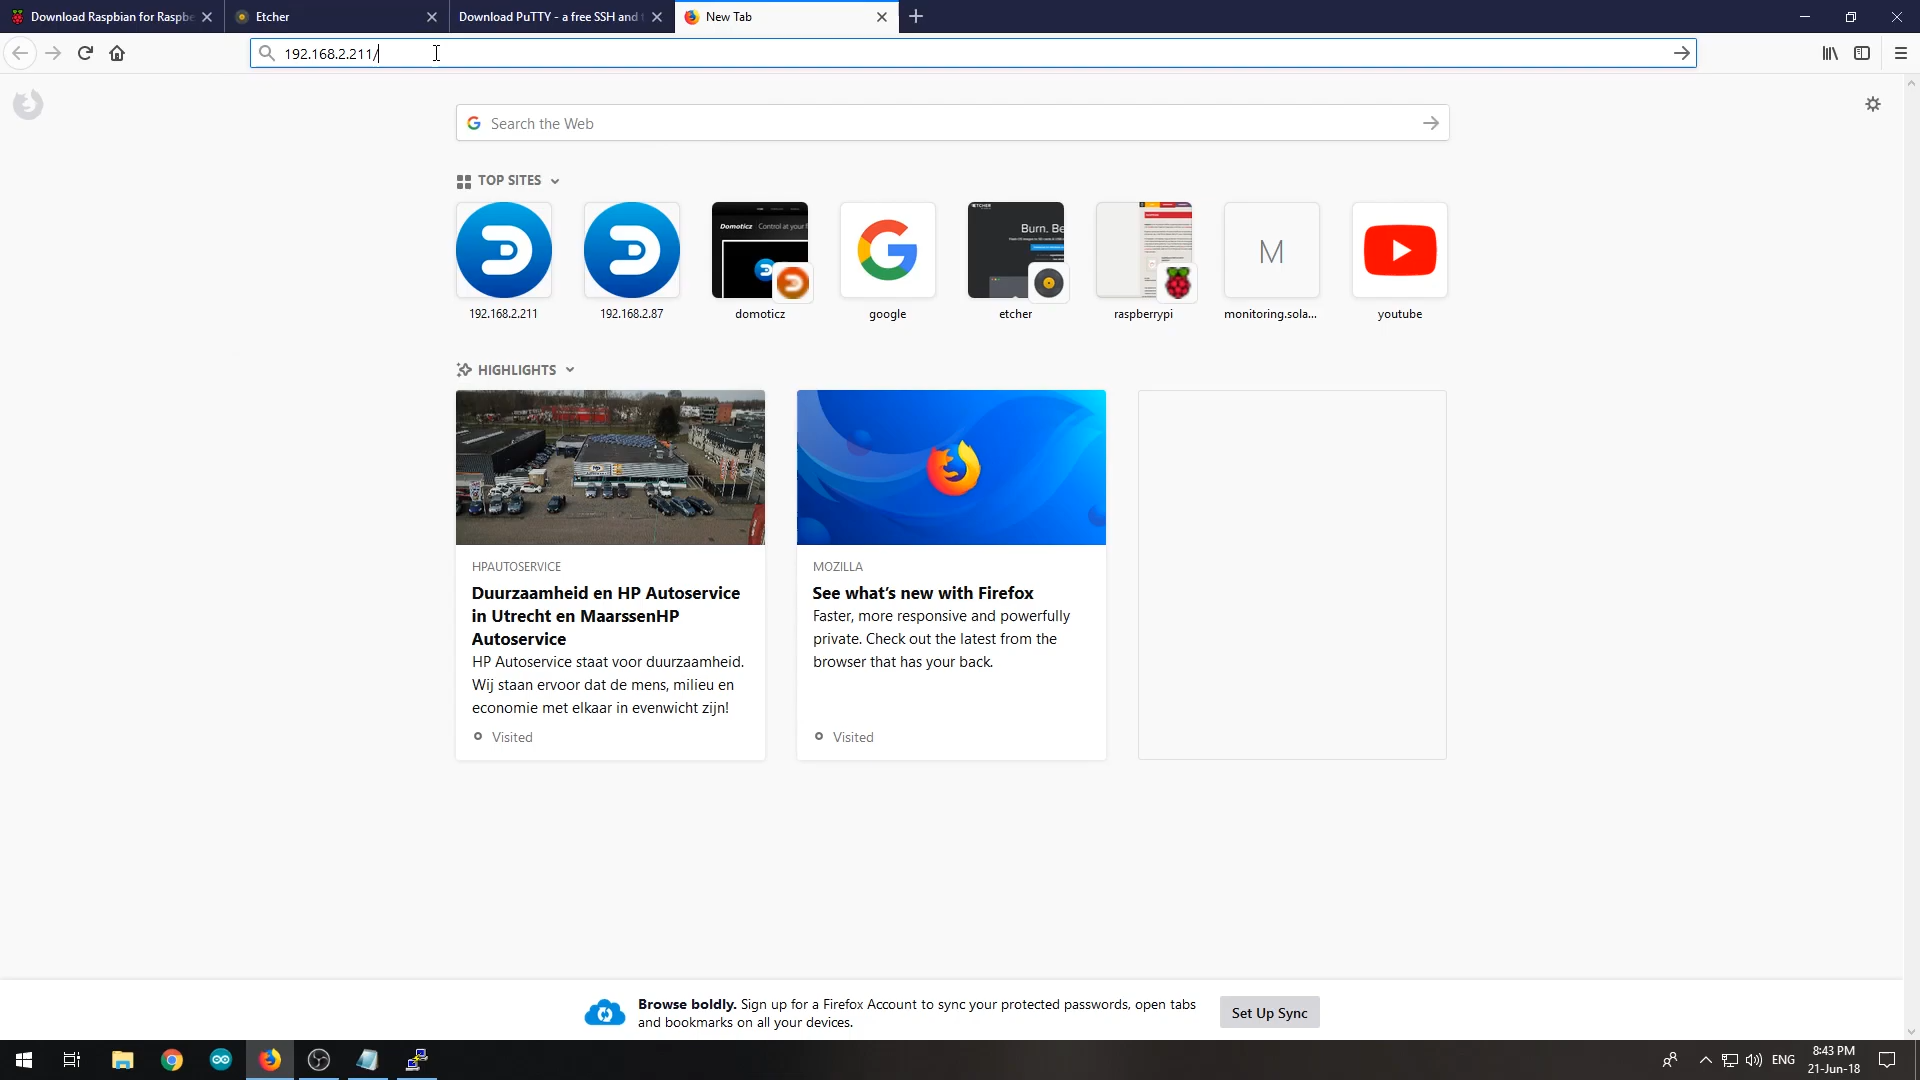 Download Raspbian for Raspbe
Etcher
Download PuTTY - a free SSH and t
New Tab
192.168.2.211/
Search the Web
TOP SITES
192.168.2.211
192.168.2.87
Domoticz
Control at your f
domoticz
google
ETCHER
Burn. Be
etcher
raspberrypi
M
monitoring.sola...
youtube
HIGHLIGHTS
HPAUTOSERVICE
Duurzaamheid en HP Autoservice
in Utrecht en MaarssenHP
Autoservice
HP Autoservice staat voor duurzaamheid.
Wij staan ervoor dat de mens, milieu en
economie met elkaar in evenwicht zijn!
Visited
MOZILLA
See what's new with Firefox
Faster, more responsive and powerfully
private. Check out the latest from the
browser that has your back.
Visited
Browse boldly. Sign up for a Firefox Account to sync your protected passwords, open tabs
and bookmarks on all your devices.
Set Up Sync
ENG
8:43 PM
21-Jun-18